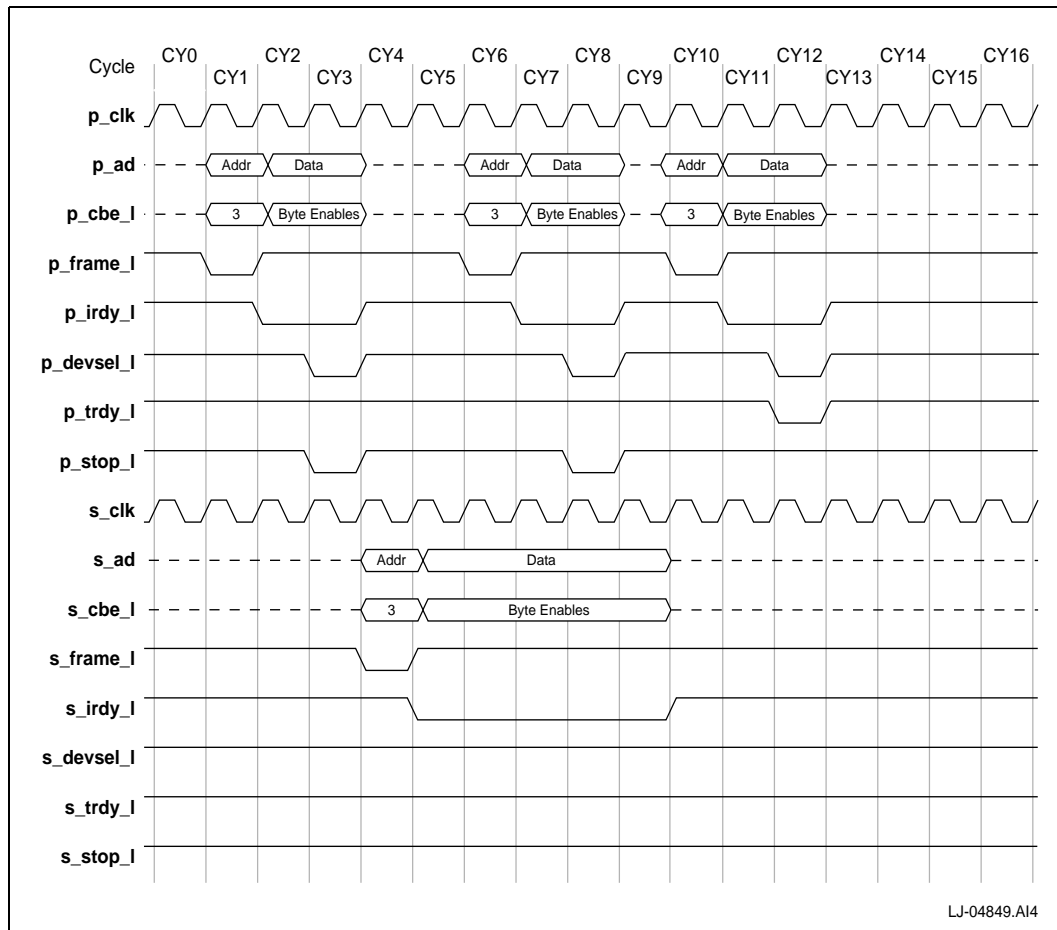 Cycle CY0 CY2 CY4 CY6 CY8 CY10 CY12 CY14 CY16
CY1 CY3 CY5 CY7 CY9 CY11 CY13 CY15
p_clk
p_ad Addr Data Addr Data Addr Data
p_cbe_l 3 Byte Enables 3 Byte Enables 3 Byte Enables
p_frame_l
p_irdy_l
p_devsel_l
p_trdy_l
p_stop_l
s_clk
s_ad Addr Data
s_cbe_l 3 Byte Enables
s_frame_l
s_irdy_l
s_devsel_l
s_trdy_l
s_stop_l
LJ-04849.AI4